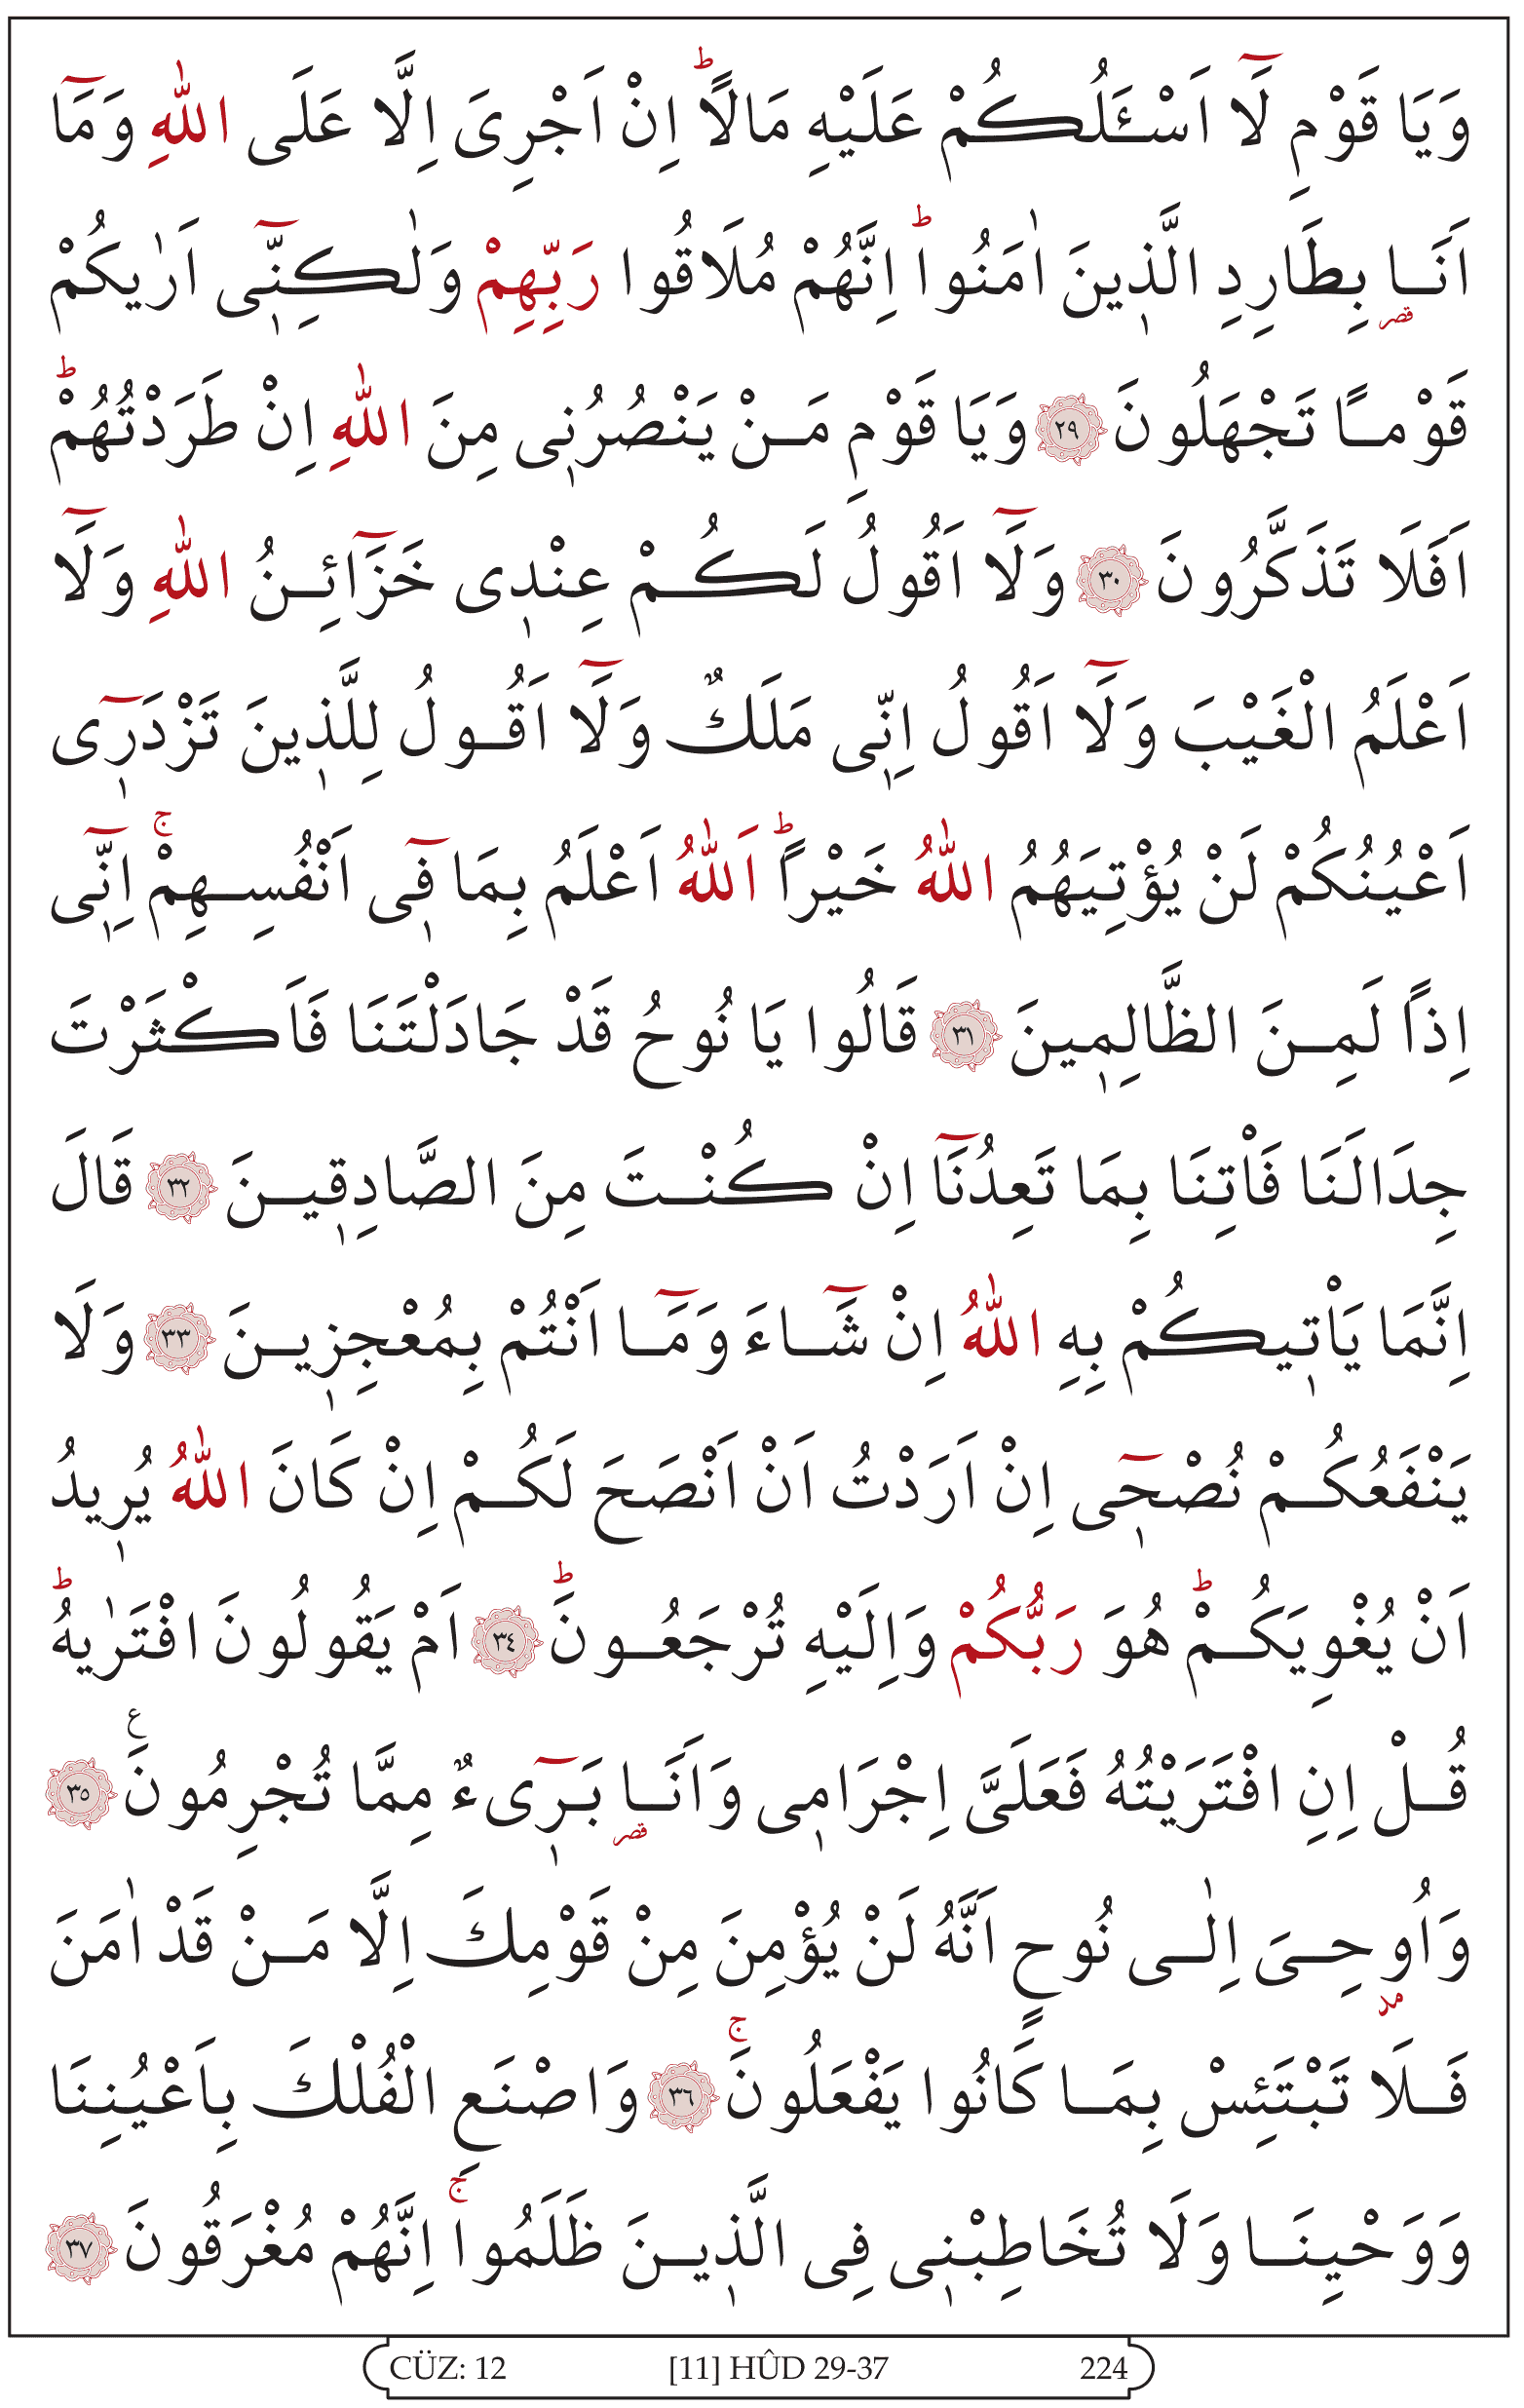 وَيَا قَوْمِ لَٓا اَسْـَٔلُكُمْ عَلَيْهِ مَالًاۜ اِنْ اَجْرِىَ اِلَّا عَلَى اللّٰهِ وَمَٓا
اَنَا۬ بِطَارِدِ الَّذ۪ينَ اٰمَنُواۜ اِنَّهُمْ مُلَاقُوا رَبِّهِمْ وَلٰكِنّ۪ٓى اَرٰيكُمْ
قَوْمًا تَجْهَلُونَ ﴿٢٩﴾ وَيَا قَوْمِ مَنْ يَنْصُرُن۪ى مِنَ اللّٰهِ اِنْ طَرَدْتُهُمْۜ
اَفَلَا تَذَكَّرُونَ ﴿٣٠﴾ وَلَٓا اَقُولُ لَكُمْ عِنْد۪ى خَزَٓائِنُ اللّٰهِ وَلَٓا
اَعْلَمُ الْغَيْبَ وَلَٓا اَقُولُ اِنّ۪ى مَلَكٌ وَلَٓا اَقُولُ لِلَّذ۪ينَ تَزْدَر۪ٓى
اَعْيُنُكُمْ لَنْ يُؤْتِيَهُمُ اللّٰهُ خَيْرًاۜ اَللّٰهُ اَعْلَمُ بِمَا ف۪ٓى اَنْفُسِهِمْۚ اِنّ۪ٓى
اِذًا لَمِنَ الظَّالِم۪ينَ ﴿٣١﴾ قَالُوا يَا نُوحُ قَدْ جَادَلْتَنَا فَاَكْثَرْتَ
جِدَالَنَا فَأْتِنَا بِمَا تَعِدُنَٓا اِنْ كُنْتَ مِنَ الصَّادِق۪ينَ ﴿٣٢﴾ قَالَ
اِنَّمَا يَأْت۪يكُمْ بِهِ اللّٰهُ اِنْ شَٓاءَ وَمَٓا اَنْتُمْ بِمُعْجِز۪ينَ ﴿٣٣﴾ وَلَا
يَنْفَعُكُمْ نُصْح۪ٓى اِنْ اَرَدْتُ اَنْ اَنْصَحَ لَكُمْ اِنْ كَانَ اللّٰهُ يُر۪يدُ
اَنْ يُغْوِيَكُمْۜ هُوَ رَبُّكُمْ وَاِلَيْهِ تُرْجَعُونَۜ ﴿٣٤﴾ اَمْ يَقُولُونَ افْتَرٰيهُۜ
قُلْ اِنِ افْتَرَيْتُهُ فَعَلَىَّ اِجْرَام۪ى وَاَنَا۬ بَر۪ٓىءٌ مِمَّا تُجْرِمُونَ۟ ﴿٣٥﴾
وَاُو۫حِىَ اِلٰى نُوحٍ اَنَّهُ لَنْ يُؤْمِنَ مِنْ قَوْمِكَ اِلَّا مَنْ قَدْ اٰمَنَ
فَلَا تَبْتَئِسْ بِمَا كَانُوا يَفْعَلُونَۚ ﴿٣٦﴾ وَاصْنَعِ الْفُلْكَ بِاَعْيُنِنَا
وَوَحْيِنَا وَلَا تُخَاطِبْن۪ى فِى الَّذ۪ينَ ظَلَمُواۚ اِنَّهُمْ مُغْرَقُونَ ﴿٣٧﴾
CÜZ: 12 [11] HÛD 29-37 224